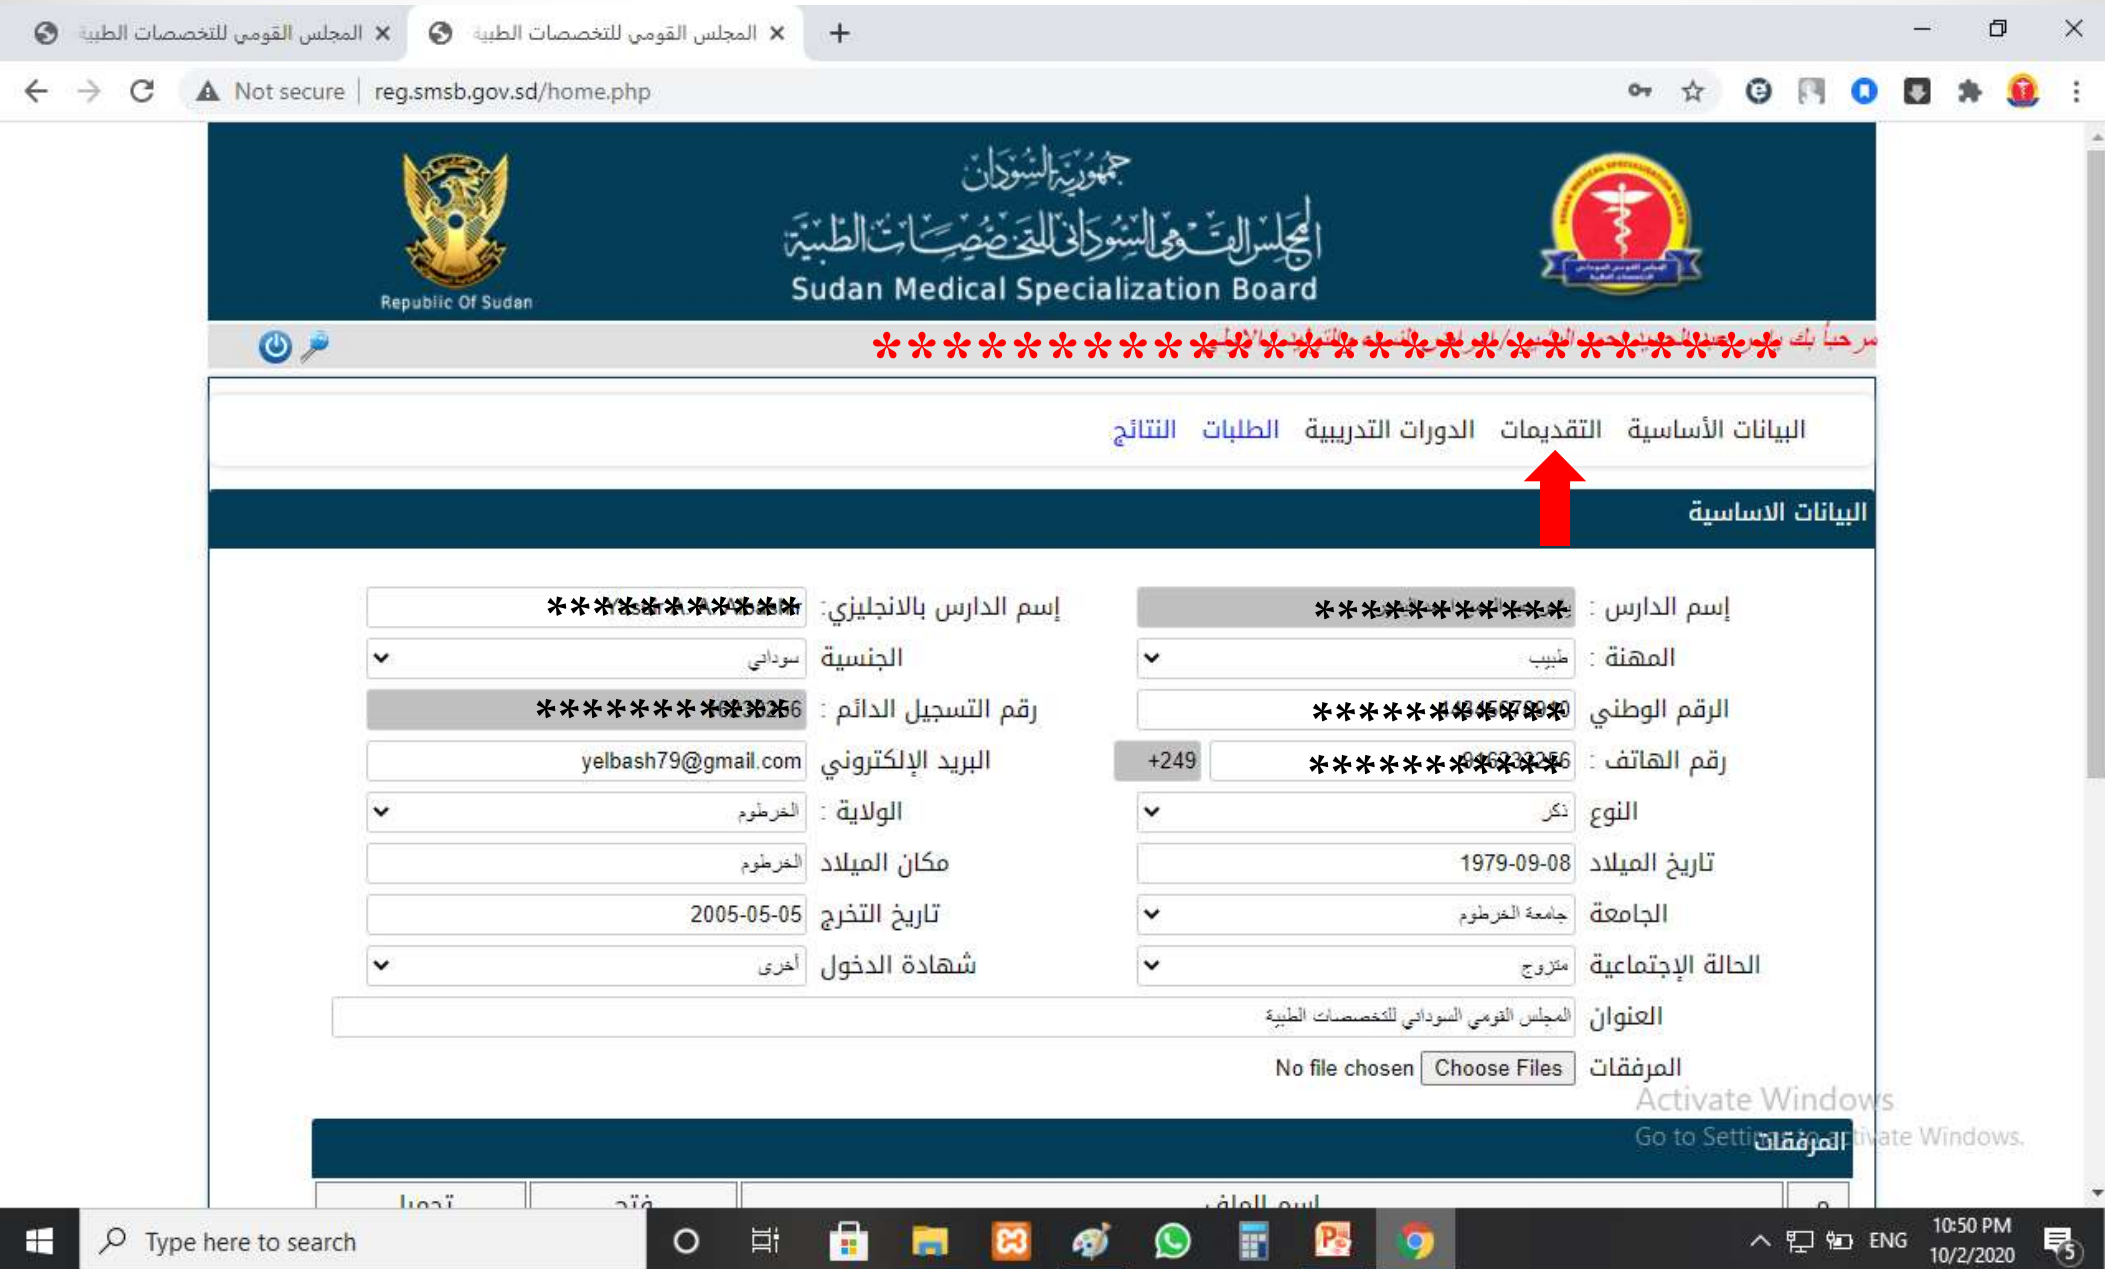 المجلس القومي للتخصصات الطبية
المجلس القومي للتخصصات الطبية
Not secure
reg.smsb.gov.sd/home.php
Republic Of Sudan
جمهورية السودان
المجلس القومي السوداني للتخصصات الطبية
Sudan Medical Specialization Board
مرحباً بك
البيانات الأساسية التقديمات الدورات التدريبية الطلبات النتائج
البيانات الاساسية
إسم الدارس : ************
إسم الدارس بالانجليزي: ***********
المهنة : طبيب
الجنسية سوداني
الرقم الوطني ***********
رقم التسجيل الدائم : ***********
رقم الهاتف : *********** +249
البريد الإلكتروني yelbash79@gmail.com
النوع ذكر
الولاية : الخرطوم
تاريخ الميلاد 1979-09-08
مكان الميلاد الخرطوم
الجامعة جامعة الخرطوم
تاريخ التخرج 2005-05-05
الحالة الإجتماعية متزوج
شهادة الدخول أخرى
العنوان المجلس القومي السوداني للتخصصات الطبية
المرفقات Choose Files No file chosen
Activate Windows
Go to Settings to activate Windows.
المرفقات
م اسم الملف فتح تحميل
Type here to search
ENG
10:50 PM
10/2/2020
5